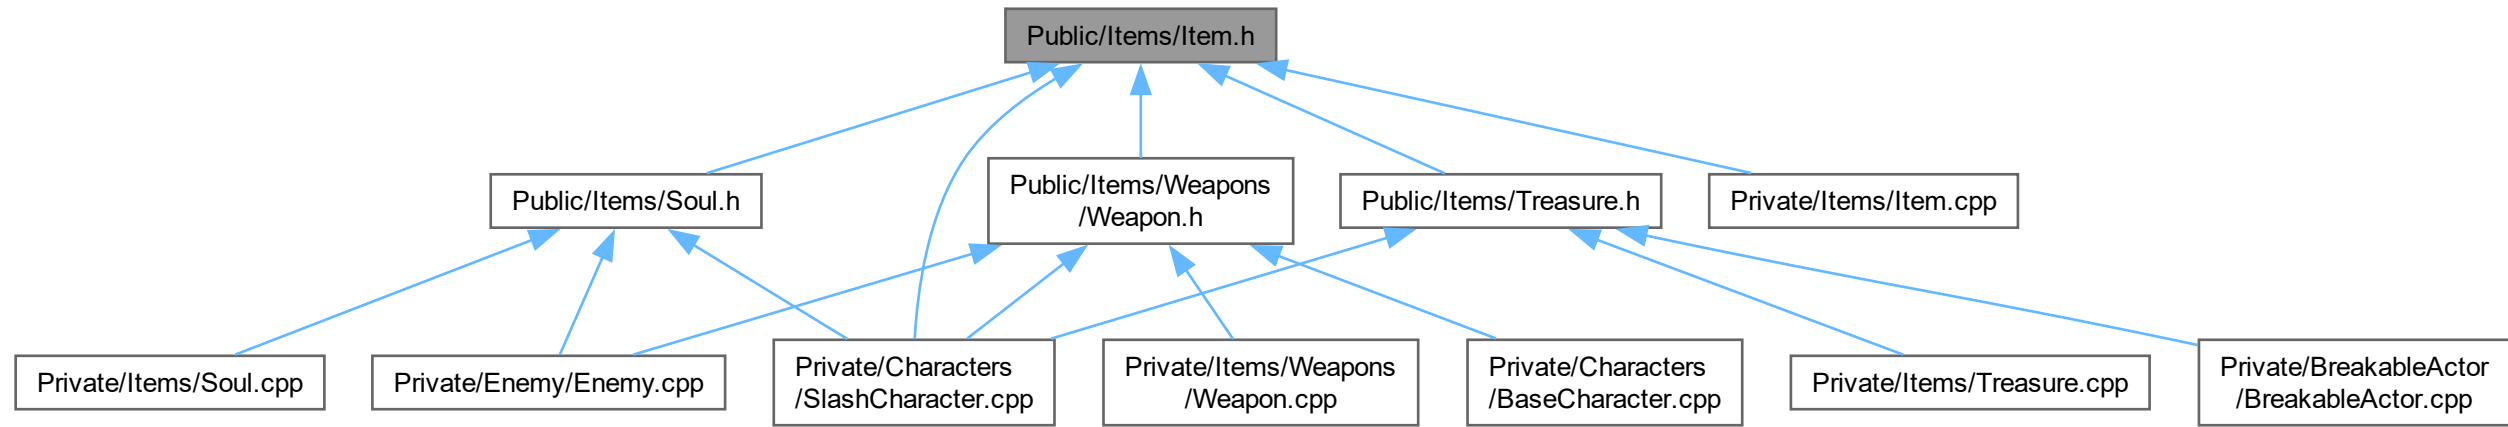 Public/Items/Item.h
Public/Items/Soul.h
Public/Items/Weapons
/Weapon.h
Public/Items/Treasure.h
Private/Items/Item.cpp
Private/Items/Soul.cpp
Private/Enemy/Enemy.cpp
Private/Characters
/SlashCharacter.cpp
Private/Items/Weapons
/Weapon.cpp
Private/Characters
/BaseCharacter.cpp
Private/Items/Treasure.cpp
Private/BreakableActor
/BreakableActor.cpp